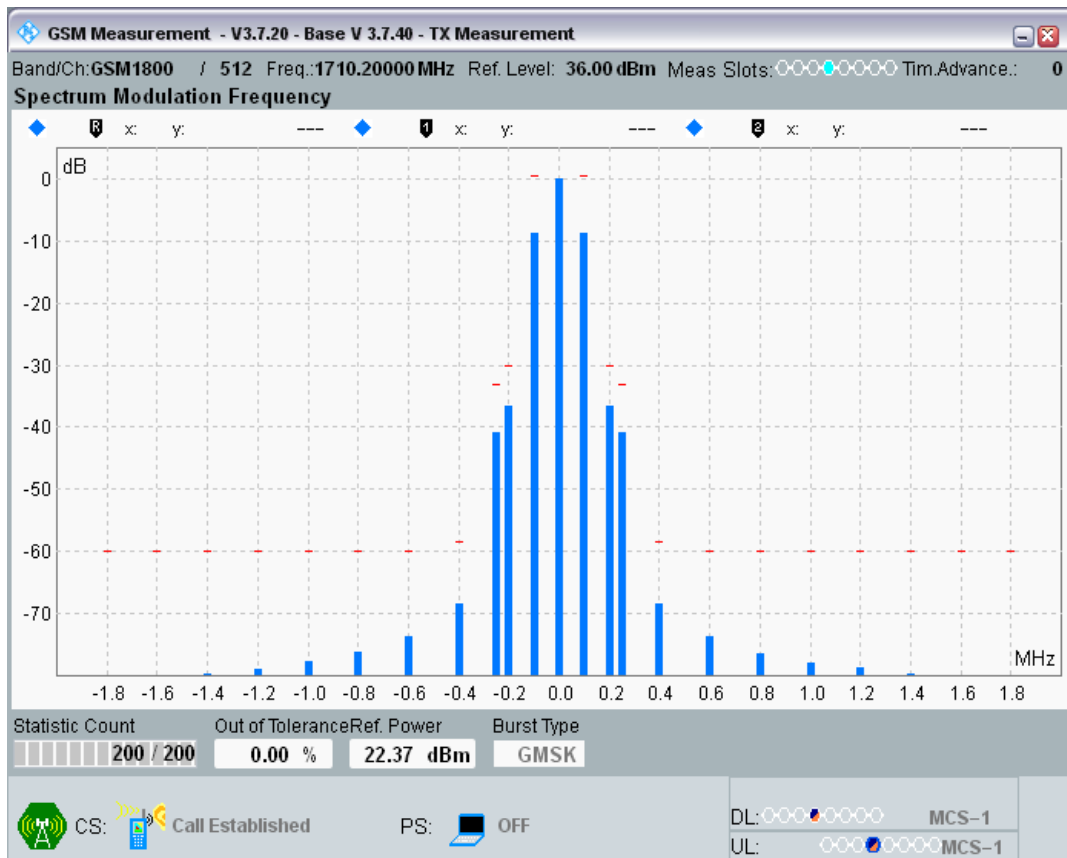 GSM Measurement - V3.7.20 - Base V 3.7.40 - TX Measurement
Band/Ch:GSM1800 / 512 Freq.:1710.20000 MHz Ref. Level: 36.00 dBm Meas Slots: Tim.Advance.: 0
Spectrum Modulation Frequency
R x: y: --- 1 x: y: --- 2 x: y: ---
dB
0
-10
-20
-30
-40
-50
-60
-70
MHz
-1.8 -1.6 -1.4 -1.2 -1.0 -0.8 -0.6 -0.4 -0.2 0.0 0.2 0.4 0.6 0.8 1.0 1.2 1.4 1.6 1.8
Statistic Count Out of Tolerance Ref. Power Burst Type
200 / 200 0.00 % 22.37 dBm GMSK
CS: Call Established PS: OFF
DL: MCS-1
UL: MCS-1